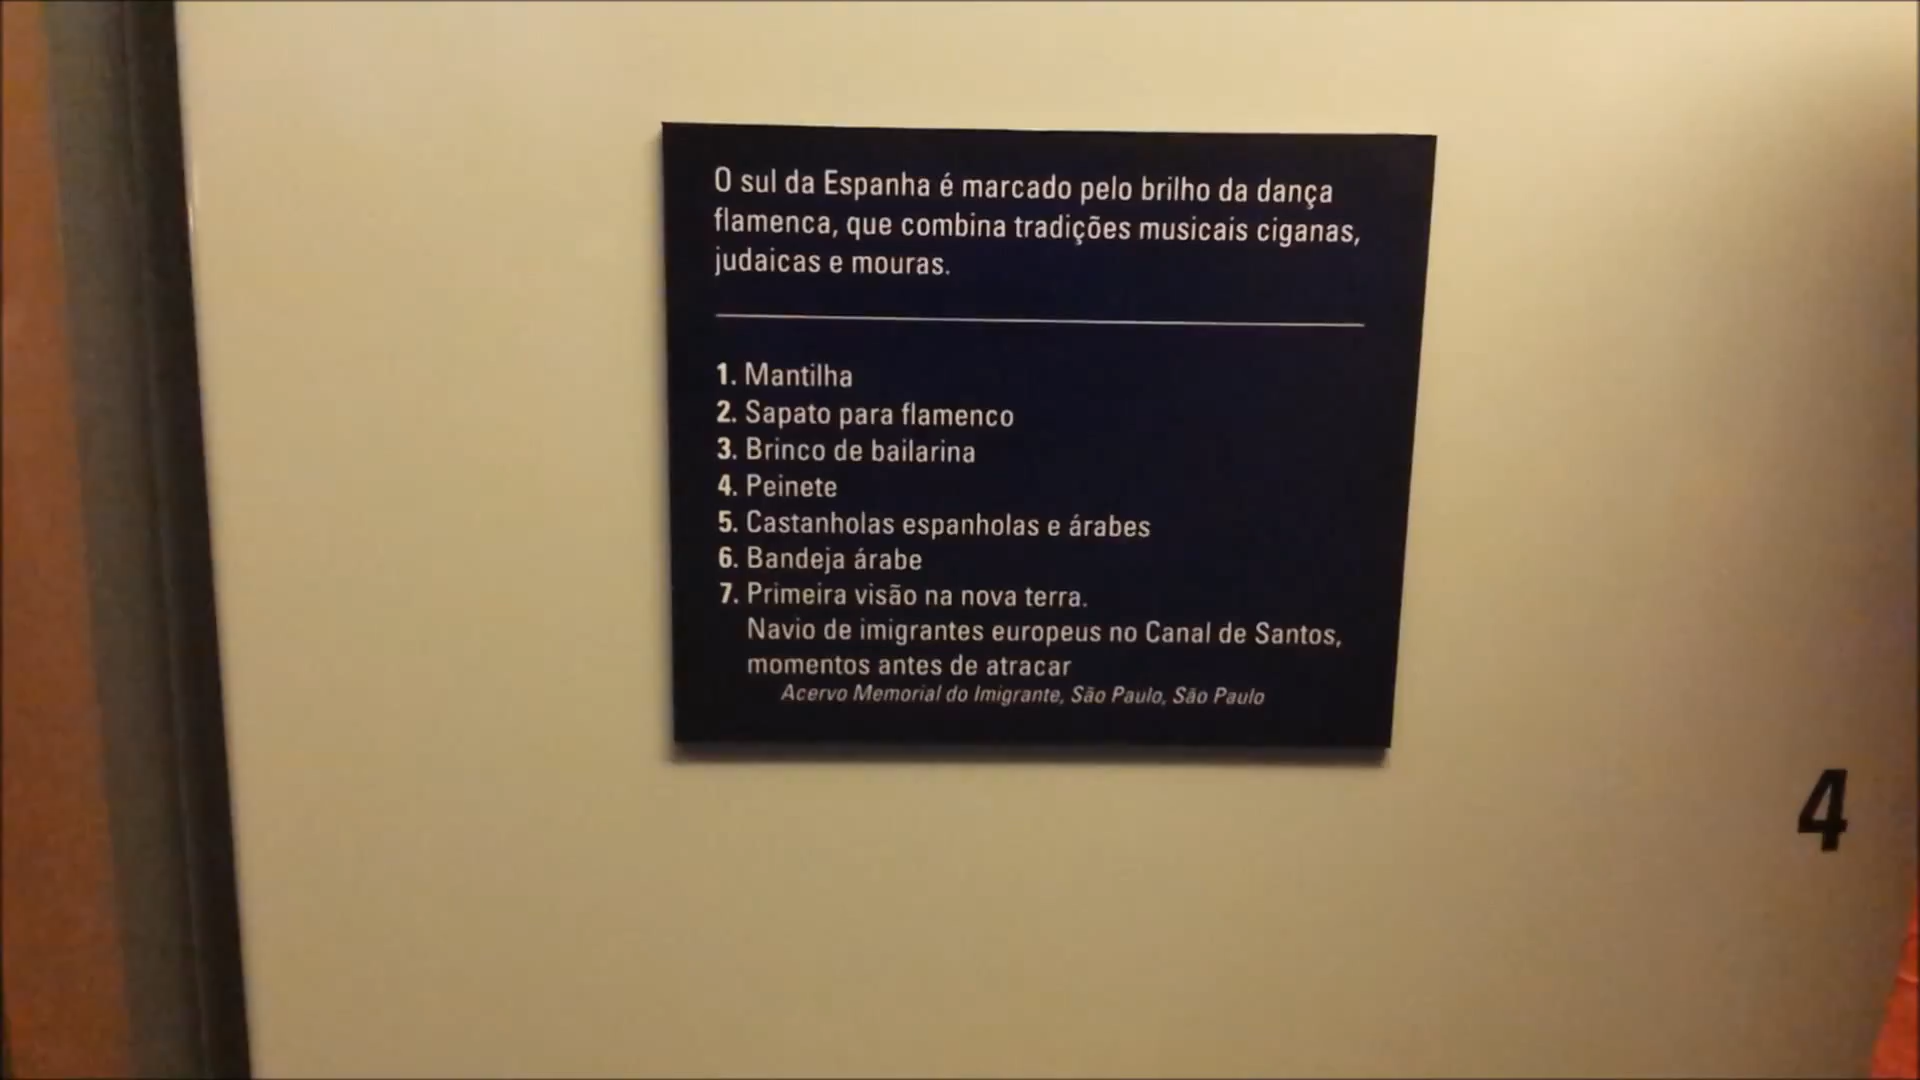 O sul da Espanha é marcado pelo brilho da dança
flamenca, que combina tradições musicais ciganas,
judaicas e mouras.
1. Mantilha
2. Sapato para flamenco
3. Brinco de bailarina
4. Peinete
5. Castanholas espanholas e árabes
6. Bandeja árabe
7. Primeira visão na nova terra.
Navio de imigrantes europeus no Canal de Santos,
momentos antes de atracar
Acervo Memorial do Imigrante, São Paulo, São Paulo
4